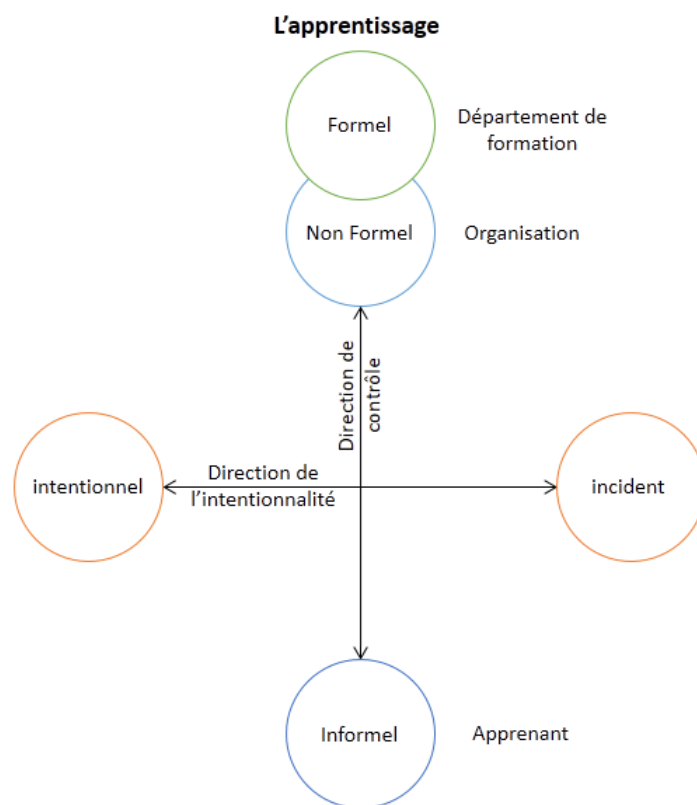 L'apprentissage
Formel
Département de
formation
Non Formel
Organisation
Direction de
contrôle
intentionnel
Direction de
l'intentionnalité
incident
Informel
Apprenant